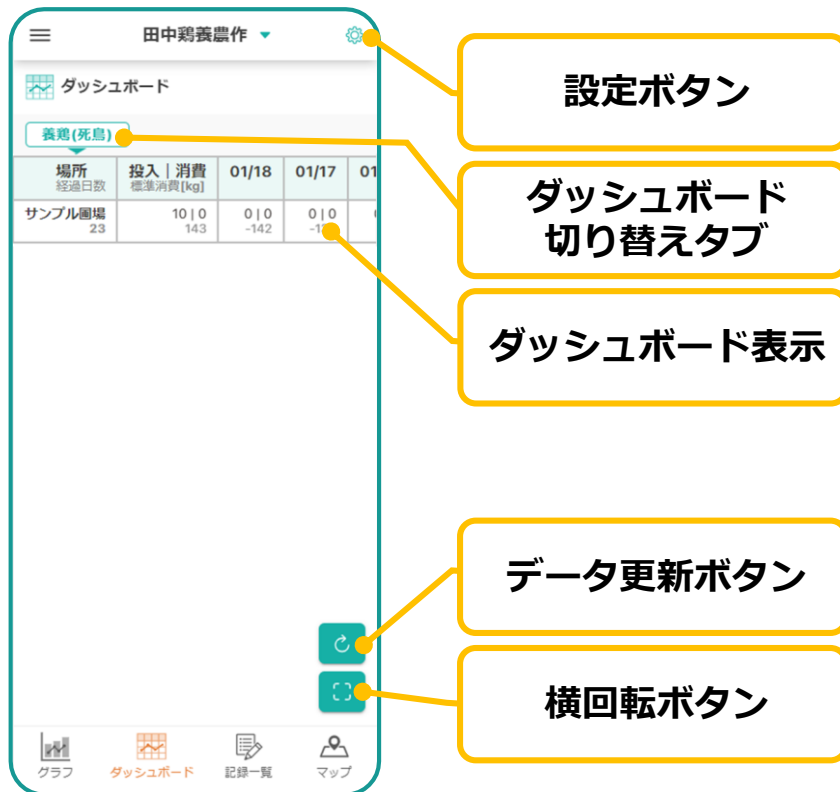 田中鶏養農作
設定ボタン
ダッシュボード
養鶏(死鳥)
ダッシュボード
切り替えタブ
場所 投入｜消費 01/18 01/17 01
経過日数 標準消費[kg]
サンプル圃場 10 | 0 0 | 0 0 | 0
23 143 -142
ダッシュボード表示
データ更新ボタン
横回転ボタン
グラフ ダッシュボード 記録一覧 マップ